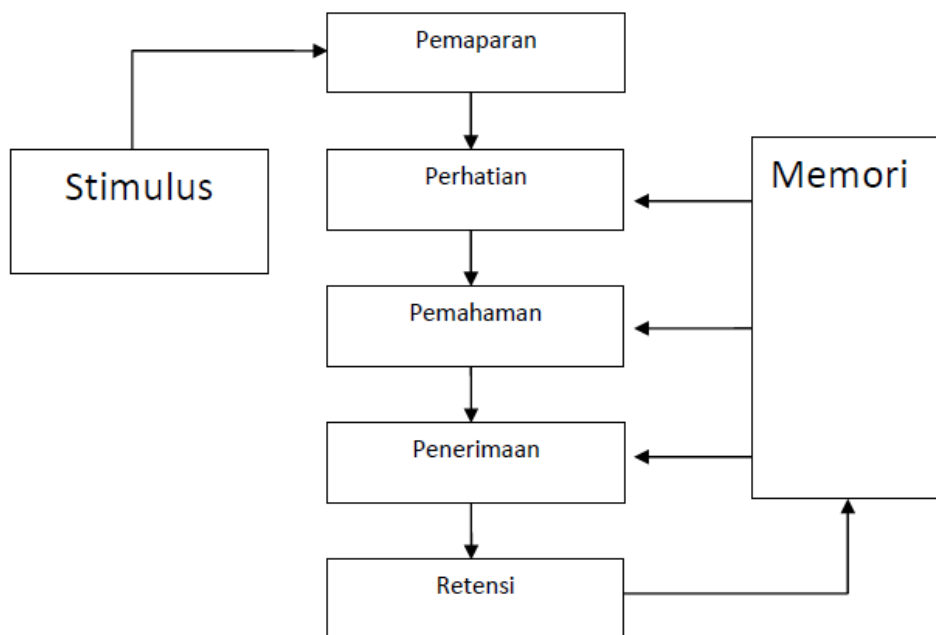 Pemaparan
Stimulus
Perhatian
Memori
Pemahaman
Penerimaan
Retensi